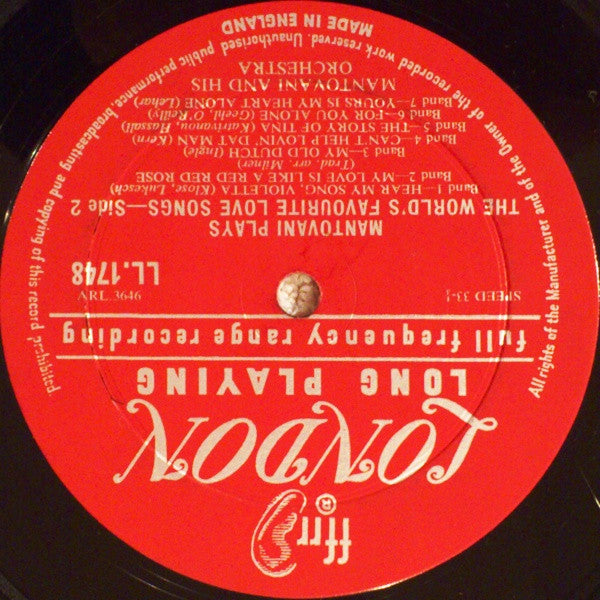 ffrr
®
LONDON
LONG PLAYING
full frequency range recording
SPEED 33⅓
ARL 3646
LL.1748
MANTOVANI PLAYS
THE WORLD'S FAVOURITE LOVE SONGS—Side 2
Band 1—HEAR MY SONG, VIOLETTA (Klose, Lukesch)
Band 2—MY LOVE IS LIKE A RED RED ROSE
(Trad. arr. Milner)
Band 3—MY OLD DUTCH (Ingle)
Band 4—CAN'T HELP LOVIN' DAT MAN (Kern)
Band 5—THE STORY OF TINA (Katrivanou, Hassall)
Band 6—FOR YOU ALONE (Geehl, O'Reilly)
Band 7—YOURS IS MY HEART ALONE (Lehar)
MANTOVANI AND HIS
ORCHESTRA
All rights of the Manufacturer and of the Owner of the recorded work reserved. Unauthorised public performance, broadcasting and copying of this record prohibited
MADE IN ENGLAND